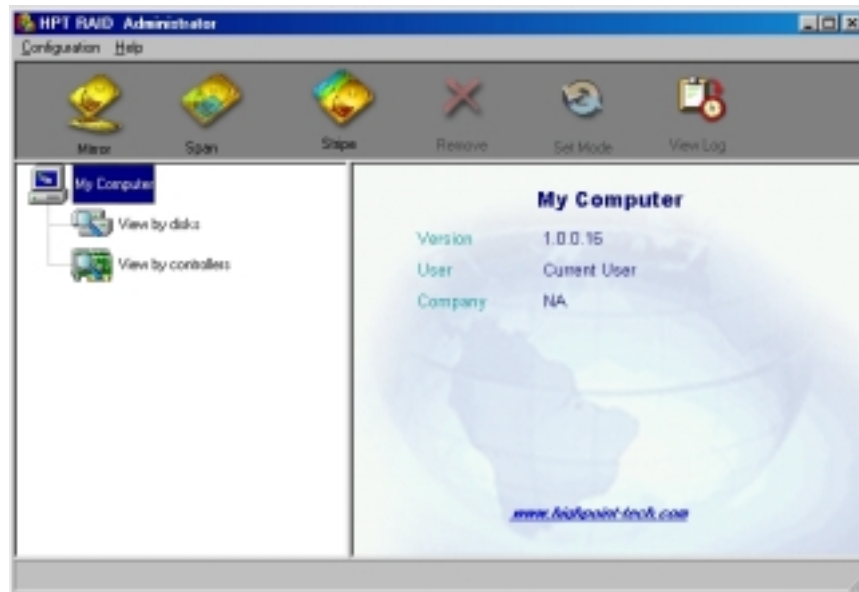 HPT RAID Administrator
Configuration Help
Mirror Span Stripe Remove Set Mode View Log
My Computer
View by disks
View by controllers
My Computer
Version 1.0.0.15
User Current User
Company NA
www.highpoint-tech.com